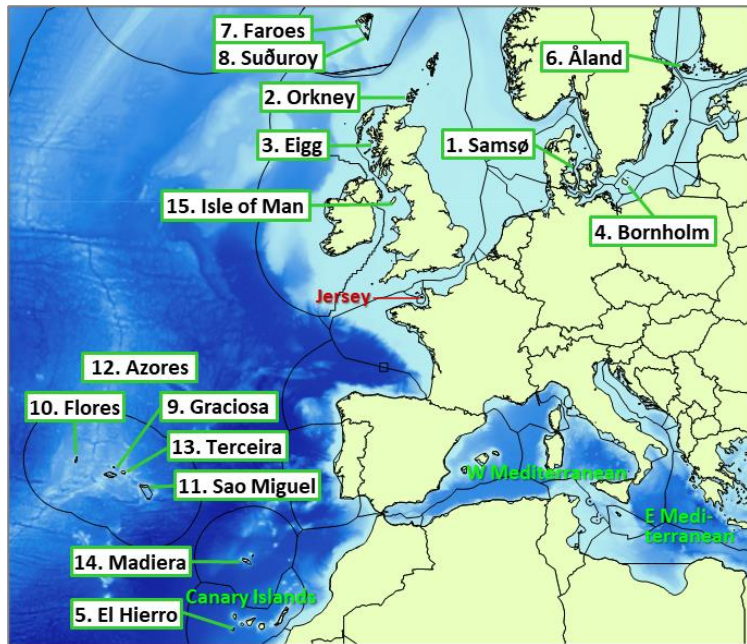 7. Faroes
8. Suðuroy
6. Åland
2. Orkney
3. Eigg
1. Samsø
15. Isle of Man
4. Bornholm
Jersey
12. Azores
10. Flores
9. Graciosa
13. Terceira
11. Sao Miguel
W Mediterranean
E Medi-
terranean
14. Madiera
Canary Islands
5. El Hierro